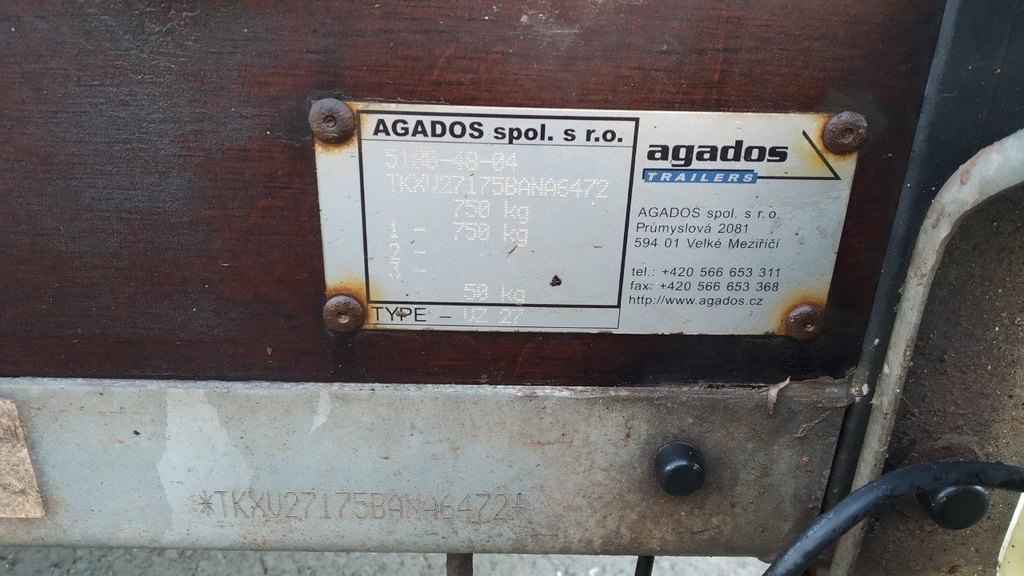 AGADOS spol. s r.o.
5180-48-04
TKXU27175BANA6472
750 kg
1 - 750 kg
2 -
3 -
50 kg
TYPE – UZ 27
agados
TRAILERS
AGADOS spol. s r.o.
Průmyslová 2081
594 01 Velké Meziříčí
tel.: +420 566 653 311
fax: +420 566 653 368
http://www.agados.cz
*TKXU27175BANA6472*